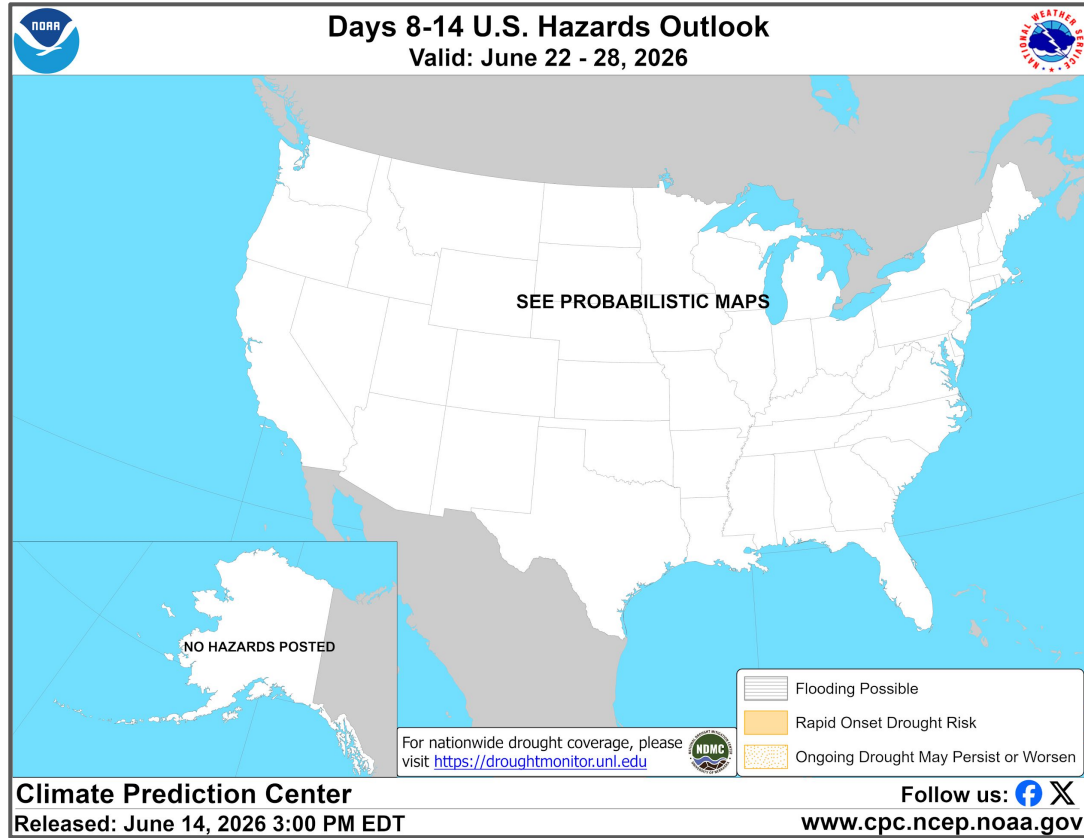 NOAA
Days 8-14 U.S. Hazards Outlook
Valid: June 22 - 28, 2026
NATIONAL WEATHER SERVICE
SEE PROBABILISTIC MAPS
NO HAZARDS POSTED
For nationwide drought coverage, please
visit https://droughtmonitor.unl.edu
NDMC
Flooding Possible
Rapid Onset Drought Risk
Ongoing Drought May Persist or Worsen
Climate Prediction Center
Released: June 14, 2026 3:00 PM EDT
Follow us:
www.cpc.ncep.noaa.gov